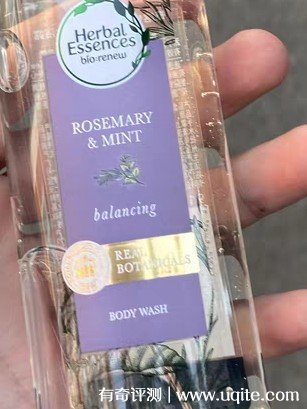 Herbal
Essences
bio:renew
ROSEMARY
& MINT
balancing
REAL
BOTANICALS
BODY WASH
有奇评测 | www.uqite.com